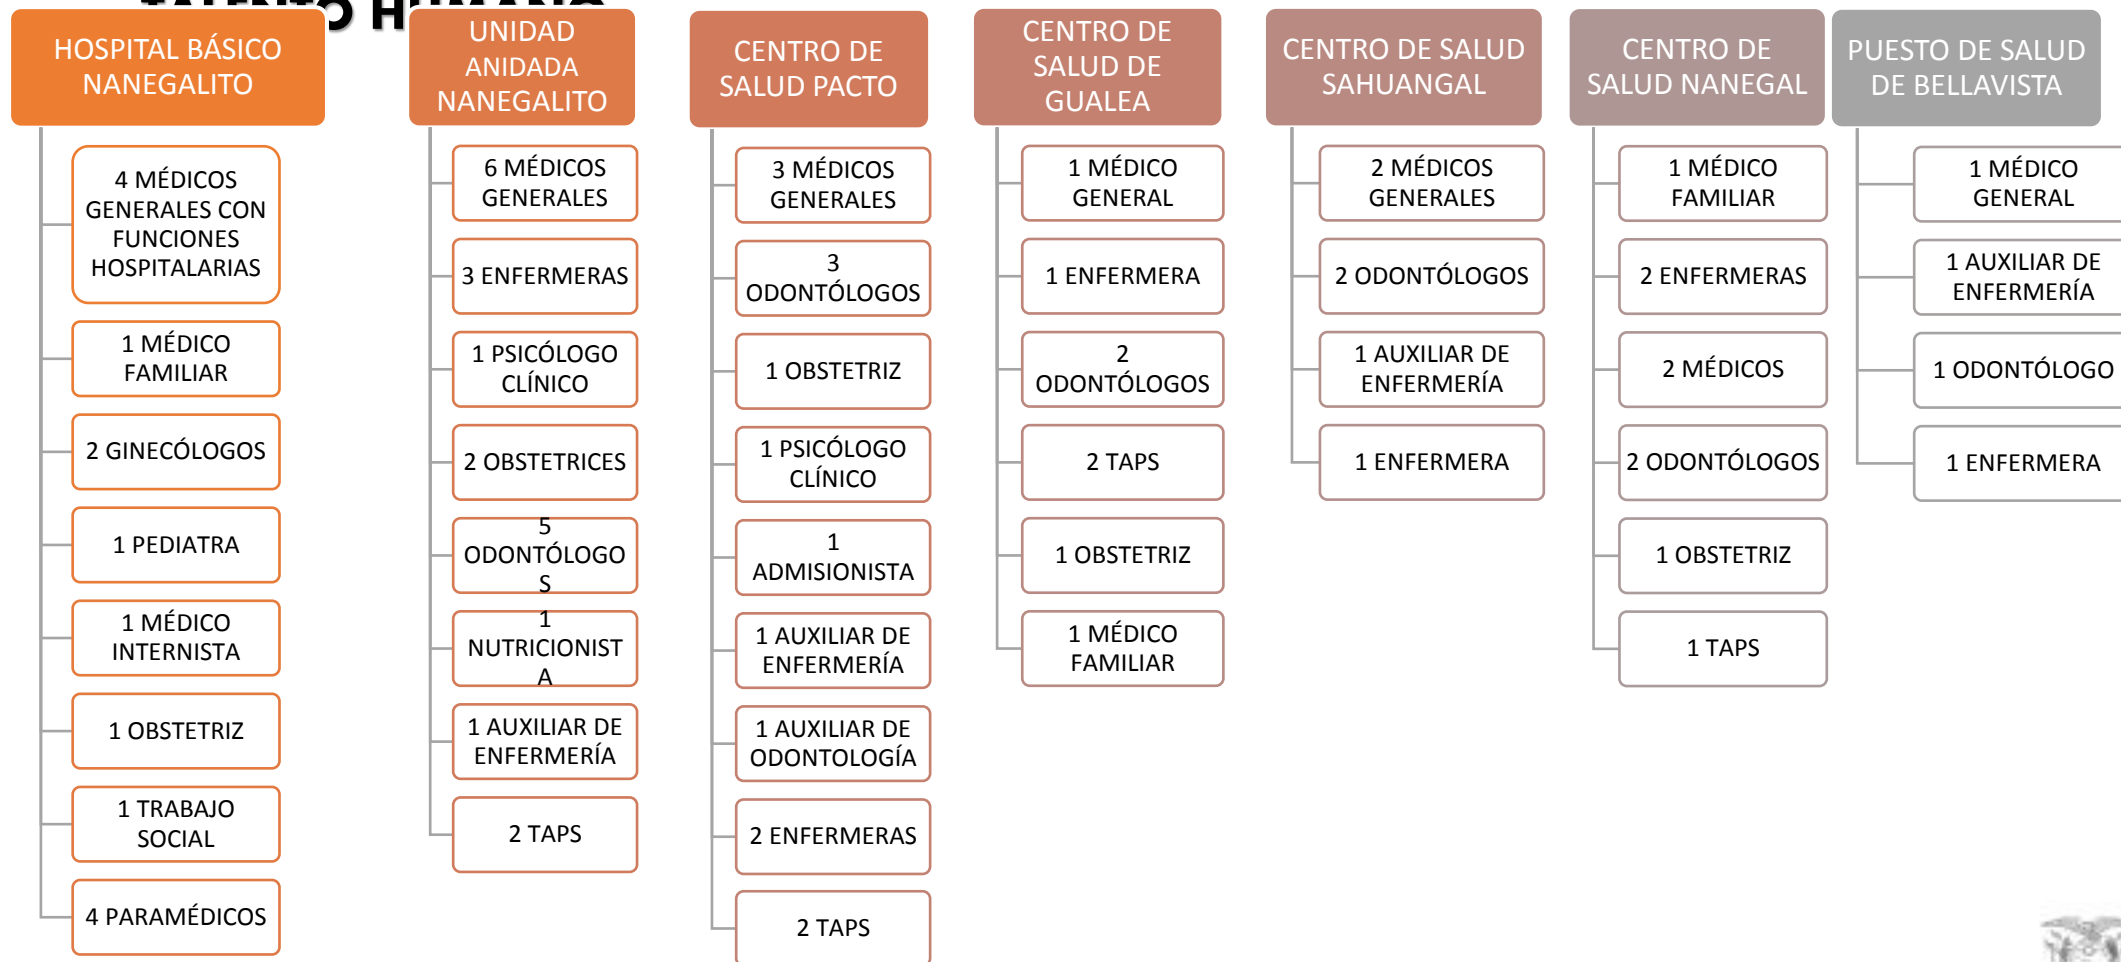 TALENTO HUMANO
HOSPITAL BÁSICO
NANEGALITO
4 MÉDICOS
GENERALES CON
FUNCIONES
HOSPITALARIAS
1 MÉDICO
FAMILIAR
2 GINECÓLOGOS
1 PEDIATRA
1 MÉDICO
INTERNISTA
1 OBSTETRIZ
1 TRABAJO
SOCIAL
4 PARAMÉDICOS
UNIDAD
ANIDADA
NANEGALITO
6 MÉDICOS
GENERALES
3 ENFERMERAS
1 PSICÓLOGO
CLÍNICO
2 OBSTETRICES
5
ODONTÓLOGO
S
1
NUTRICIONIST
A
1 AUXILIAR DE
ENFERMERÍA
2 TAPS
CENTRO DE
SALUD PACTO
3 MÉDICOS
GENERALES
3
ODONTÓLOGOS
1 OBSTETRIZ
1 PSICÓLOGO
CLÍNICO
1
ADMISIONISTA
1 AUXILIAR DE
ENFERMERÍA
1 AUXILIAR DE
ODONTOLOGÍA
2 ENFERMERAS
2 TAPS
CENTRO DE
SALUD DE
GUALEA
1 MÉDICO
GENERAL
1 ENFERMERA
2
ODONTÓLOGOS
2 TAPS
1 OBSTETRIZ
1 MÉDICO
FAMILIAR
CENTRO DE SALUD
SAHUANGAL
2 MÉDICOS
GENERALES
2 ODONTÓLOGOS
1 AUXILIAR DE
ENFERMERÍA
1 ENFERMERA
CENTRO DE
SALUD NANEGAL
1 MÉDICO
FAMILIAR
2 ENFERMERAS
2 MÉDICOS
2 ODONTÓLOGOS
1 OBSTETRIZ
1 TAPS
PUESTO DE SALUD
DE BELLAVISTA
1 MÉDICO
GENERAL
1 AUXILIAR DE
ENFERMERÍA
1 ODONTÓLOGO
1 ENFERMERA